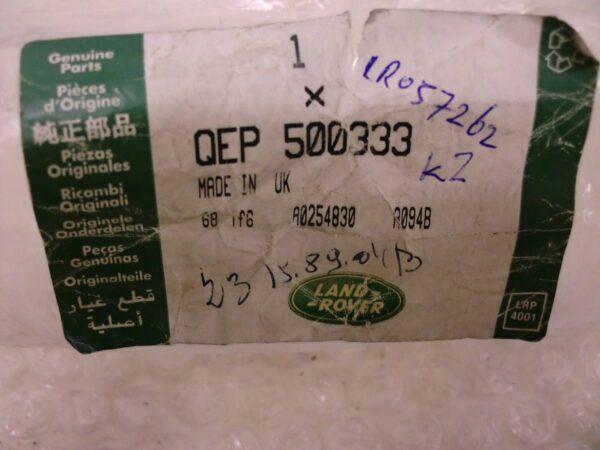 Genuine
Parts
Pièces
d'Origine
純正部品
Piezas
Originales
Ricambi
Originali
Originele
Onderdelen
Peças
Genuinas
Originalteile
قطع غيار
أصلية
1
×
QEP 500333
MADE IN UK
68 A0254830 A094B
LR057262
KZ
LAND-
-ROVER
LRP
4001